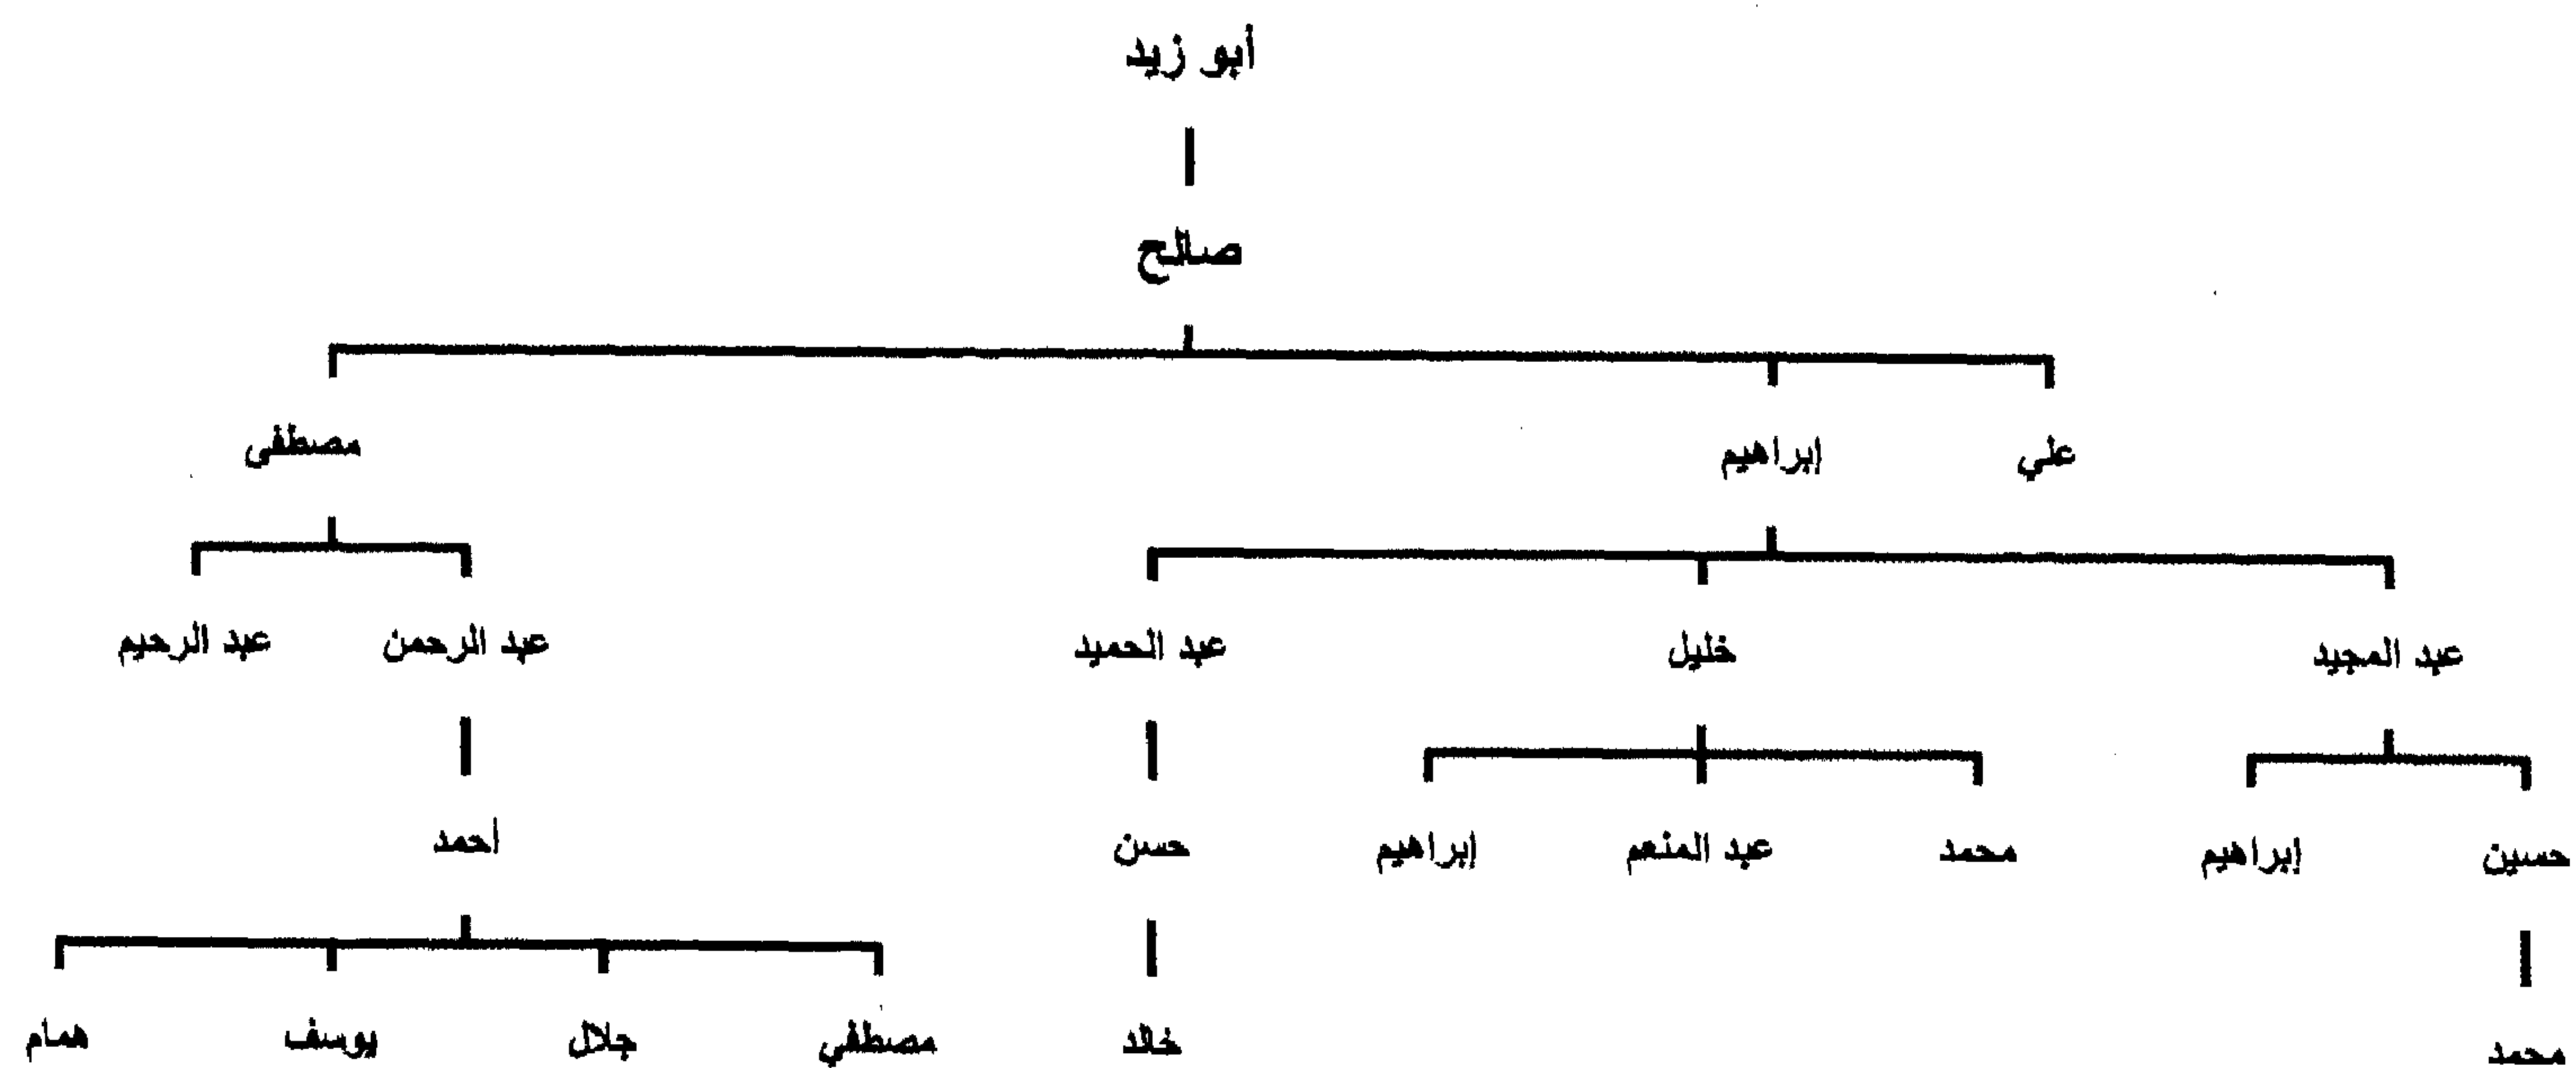 أبو زيد
صالح
علي إبراهيم مصطفى
عبد المجيد خليل عبد الحميد عبد الرحمن عبد الرحيم
حسين إبراهيم محمد عبد المنعم إبراهيم حسن أحمد
محمد خالد مصطفي جلال يوسف همام